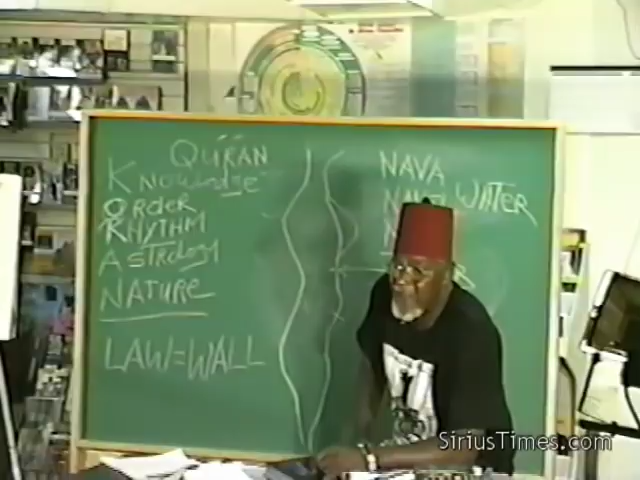 QURAN
Knowledge
Order
RHYTHM
AStrology
NATURE
LAW=WALL
NAVA
WATER
SiriusTimes.com